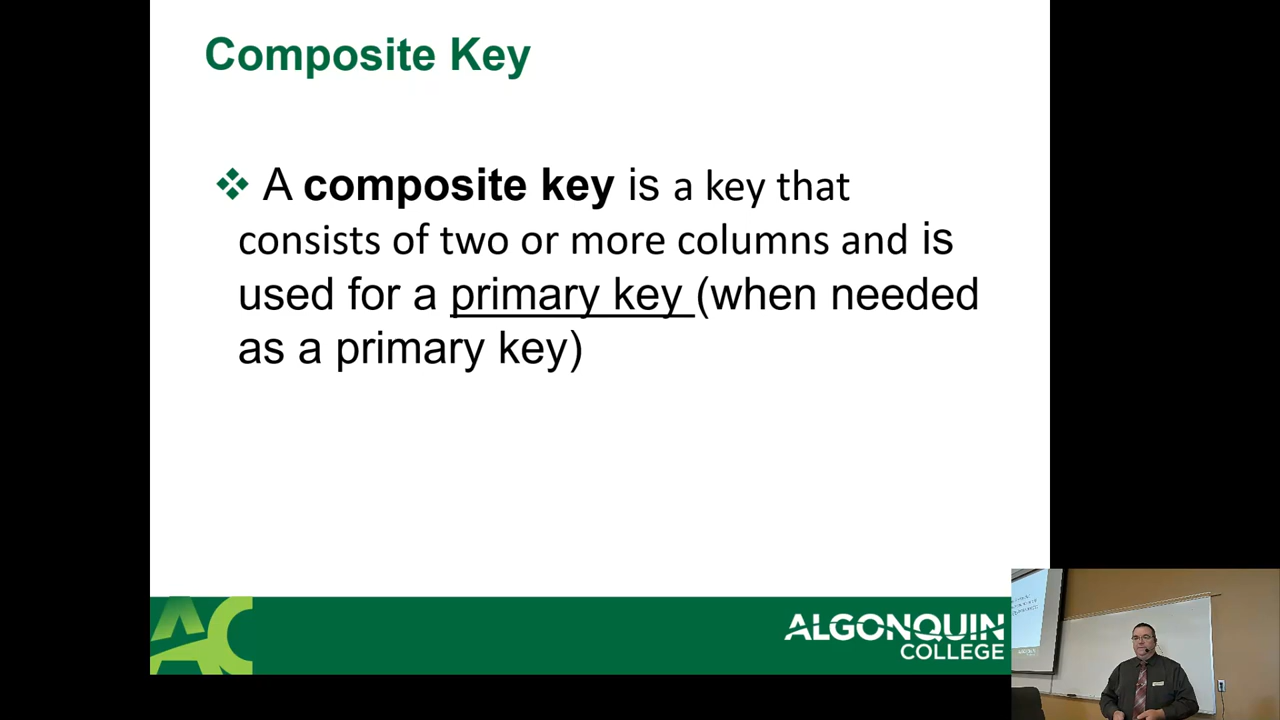 Composite Key
❖ A composite key is a key that
consists of two or more columns and is
used for a primary key (when needed
as a primary key)
AC
ALGONQUIN
COLLEGE